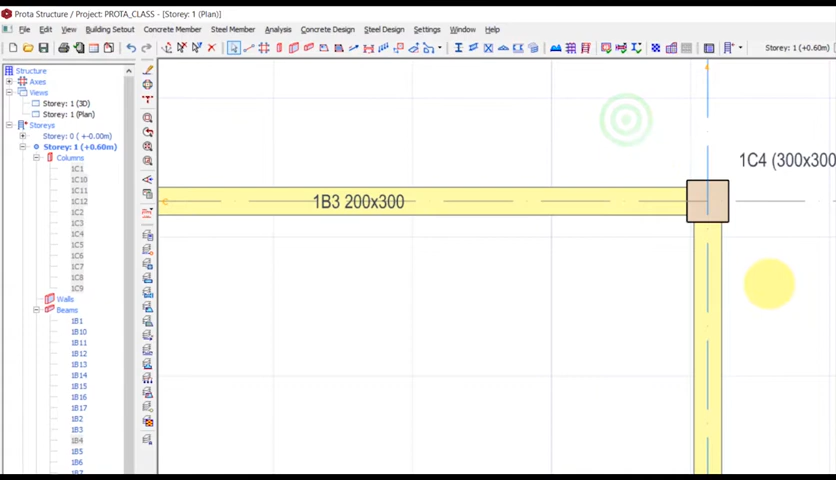 Prota Structure / Project: PROTA_CLASS - [Storey: 1 (Plan)]
File Edit View Building Setout Concrete Member Steel Member Analysis Concrete Design Steel Design Settings Window Help
Storey: 1 (+0.60m)
Structure
Axes
Views
Storey: 1 (3D)
Storey: 1 (Plan)
Storeys
Storey: 0 ( +-0.00m)
Storey: 1 (+0.60m)
Columns
1C1
1C10
1C11
1C12
1C2
1C3
1C4
1C5
1C6
1C7
1C8
1C9
Walls
Beams
1B1
1B10
1B11
1B12
1B13
1B14
1B15
1B16
1B17
1B2
1B3
1B4
1B5
1B6
1B3 200x300
1C4 (300x300